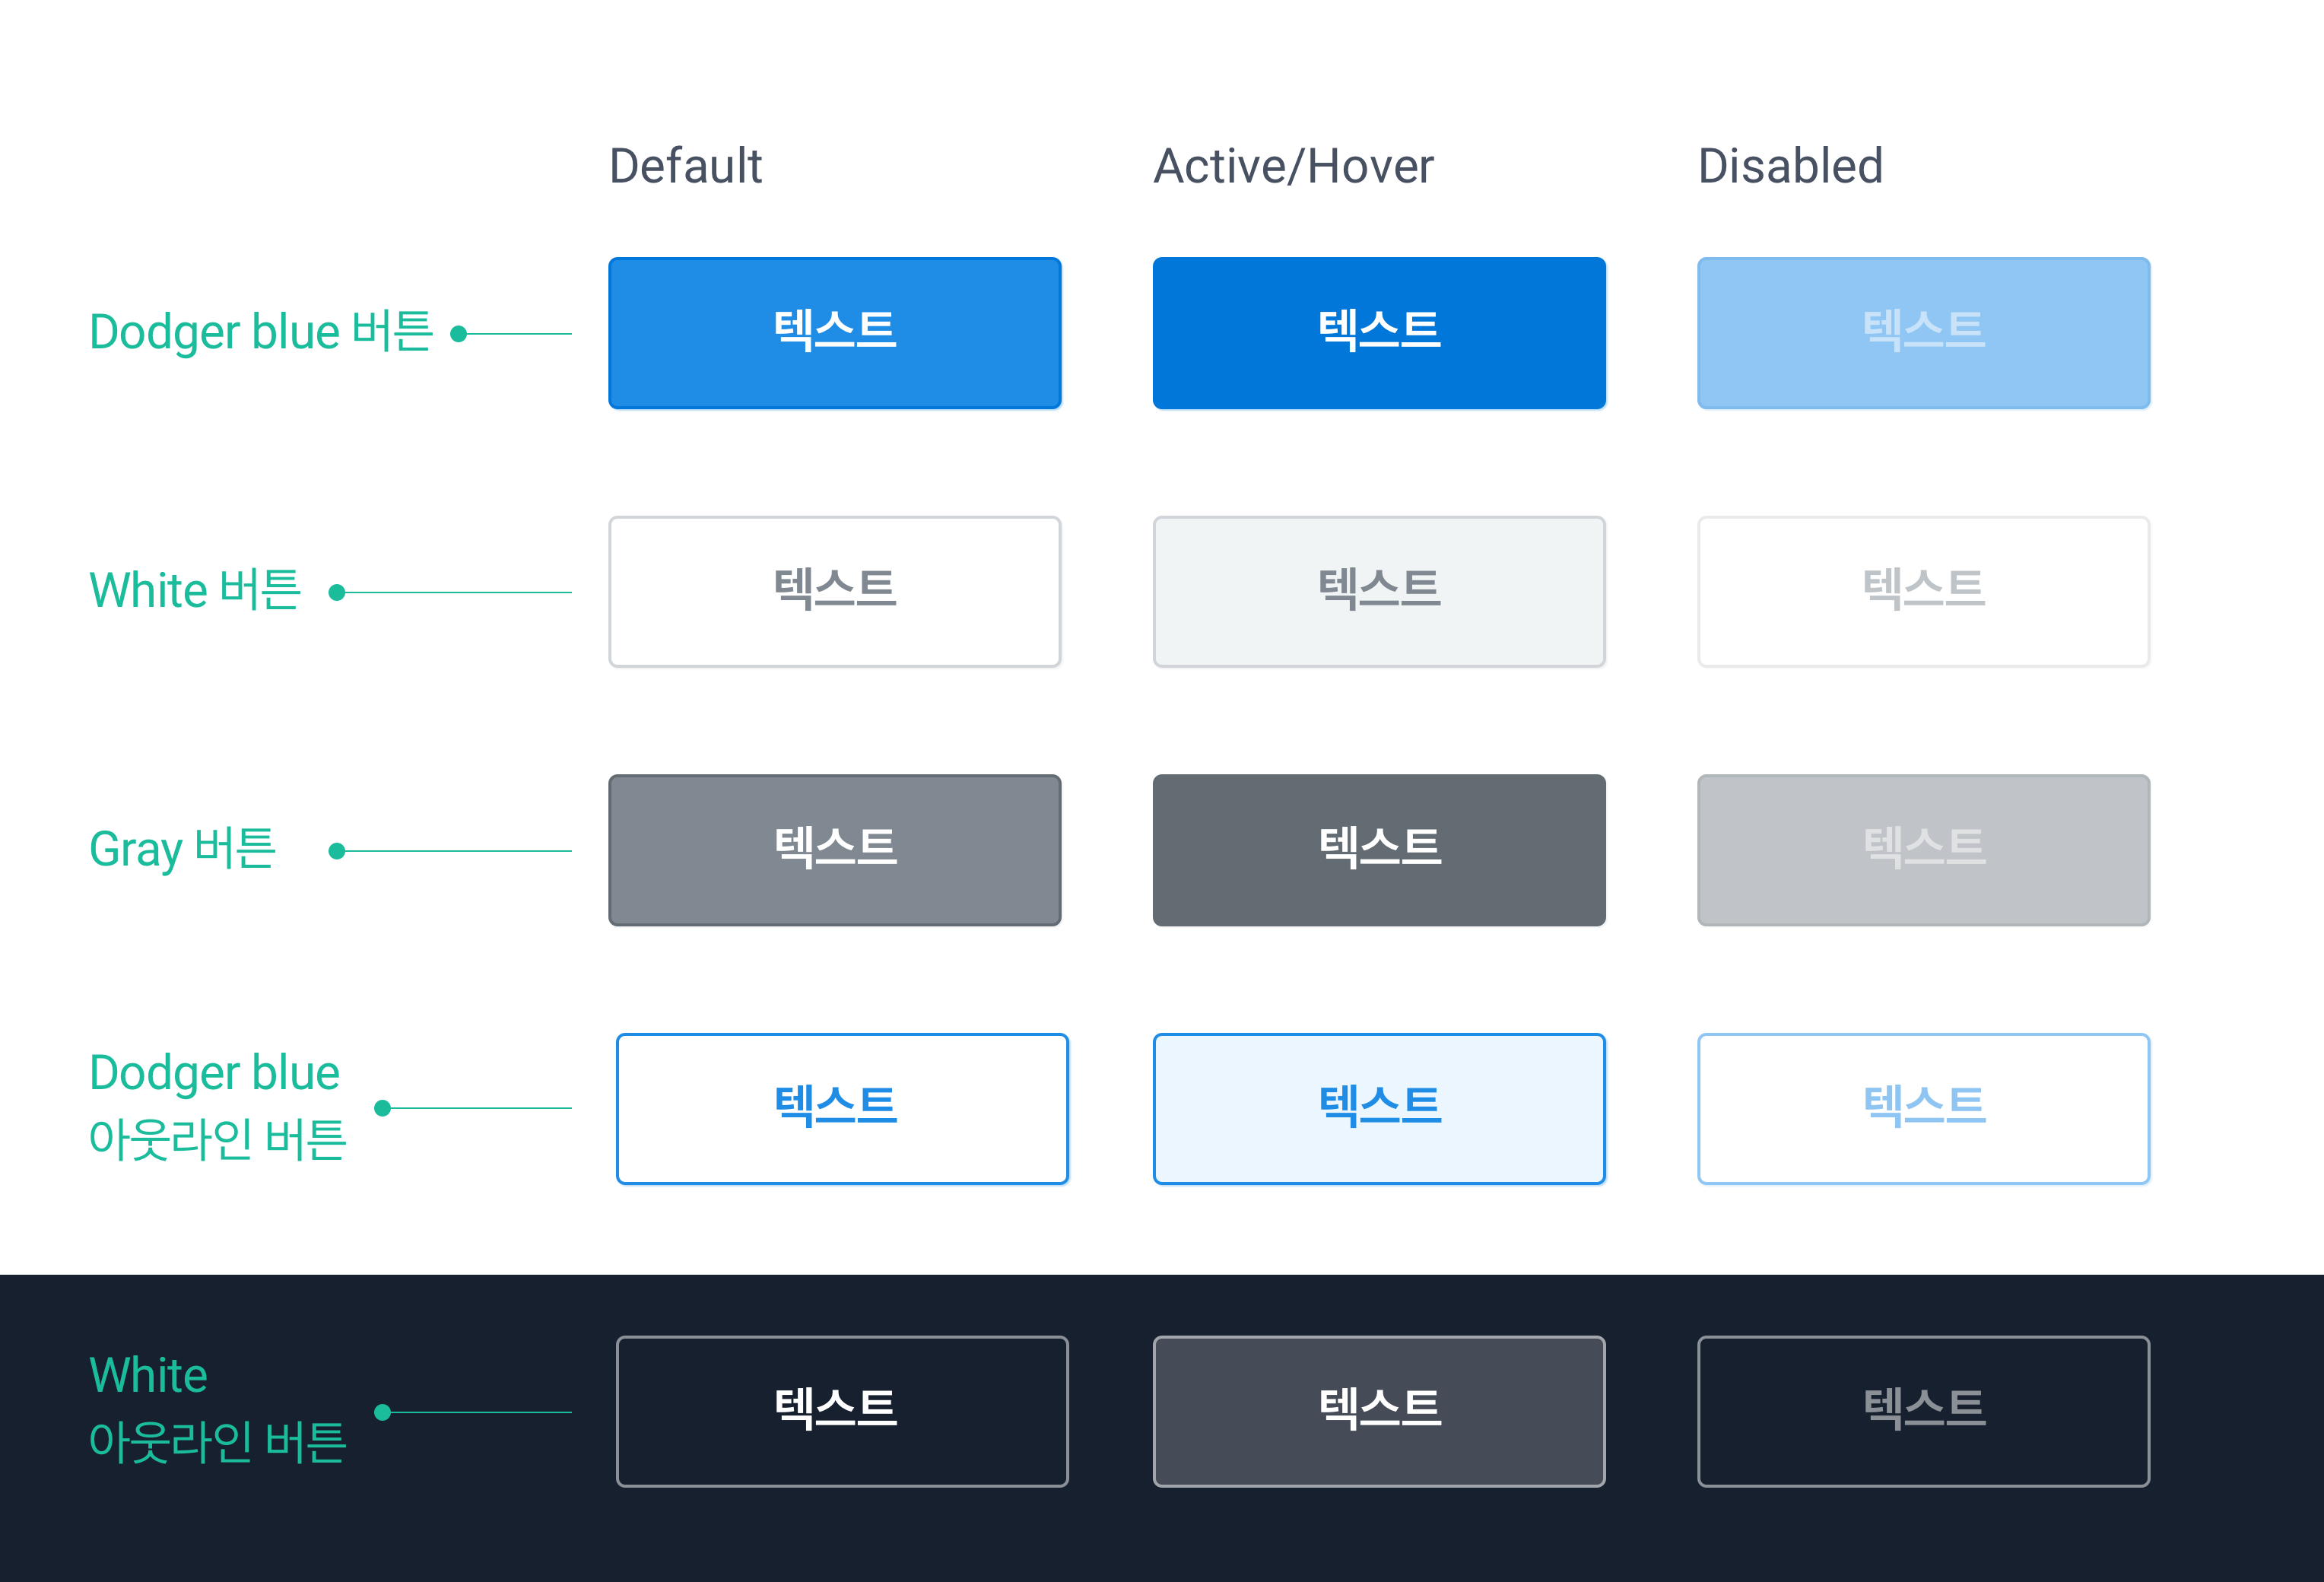 Default Active/Hover Disabled
Dodger blue 버튼 텍스트 텍스트 텍스트
White 버튼 텍스트 텍스트 텍스트
Gray 버튼 텍스트 텍스트 텍스트
Dodger blue
아웃라인 버튼 텍스트 텍스트 텍스트
White
아웃라인 버튼 텍스트 텍스트 텍스트